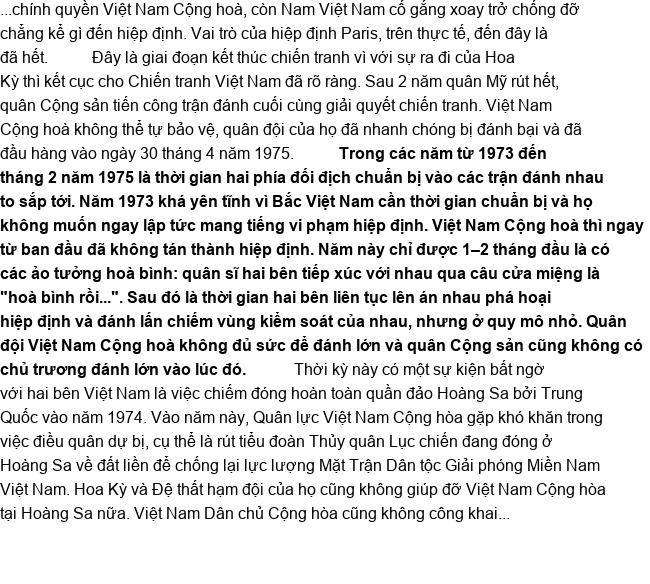 ...chính quyền Việt Nam Cộng hoà, còn Nam Việt Nam cố gắng xoay trở chống đỡ
chẳng kể gì đến hiệp định. Vai trò của hiệp định Paris, trên thực tế, đến đây là
đã hết. Đây là giai đoạn kết thúc chiến tranh vì với sự ra đi của Hoa
Kỳ thì kết cục cho Chiến tranh Việt Nam đã rõ ràng. Sau 2 năm quân Mỹ rút hết,
quân Cộng sản tiến công trận đánh cuối cùng giải quyết chiến tranh. Việt Nam
Cộng hoà không thể tự bảo vệ, quân đội của họ đã nhanh chóng bị đánh bại và đã
đầu hàng vào ngày 30 tháng 4 năm 1975. Trong các năm từ 1973 đến
tháng 2 năm 1975 là thời gian hai phía đối địch chuẩn bị vào các trận đánh nhau
to sắp tới. Năm 1973 khá yên tĩnh vì Bắc Việt Nam cần thời gian chuẩn bị và họ
không muốn ngay lập tức mang tiếng vi phạm hiệp định. Việt Nam Cộng hoà thì ngay
từ ban đầu đã không tán thành hiệp định. Năm này chỉ được 1–2 tháng đầu là có
các ảo tưởng hoà bình: quân sĩ hai bên tiếp xúc với nhau qua câu cửa miệng là
"hoà bình rồi...". Sau đó là thời gian hai bên liên tục lên án nhau phá hoại
hiệp định và đánh lấn chiếm vùng kiểm soát của nhau, nhưng ở quy mô nhỏ. Quân
đội Việt Nam Cộng hoà không đủ sức để đánh lớn và quân Cộng sản cũng không có
chủ trương đánh lớn vào lúc đó. Thời kỳ này có một sự kiện bất ngờ
với hai bên Việt Nam là việc chiếm đóng hoàn toàn quần đảo Hoàng Sa bởi Trung
Quốc vào năm 1974. Vào năm này, Quân lực Việt Nam Cộng hòa gặp khó khăn trong
việc điều quân dự bị, cụ thể là rút tiểu đoàn Thủy quân Lục chiến đang đóng ở
Hoàng Sa về đất liền để chống lại lực lượng Mặt Trận Dân tộc Giải phóng Miền Nam
Việt Nam. Hoa Kỳ và Đệ thất hạm đội của họ cũng không giúp đỡ Việt Nam Cộng hòa
tại Hoàng Sa nữa. Việt Nam Dân chủ Cộng hòa cũng không công khai...